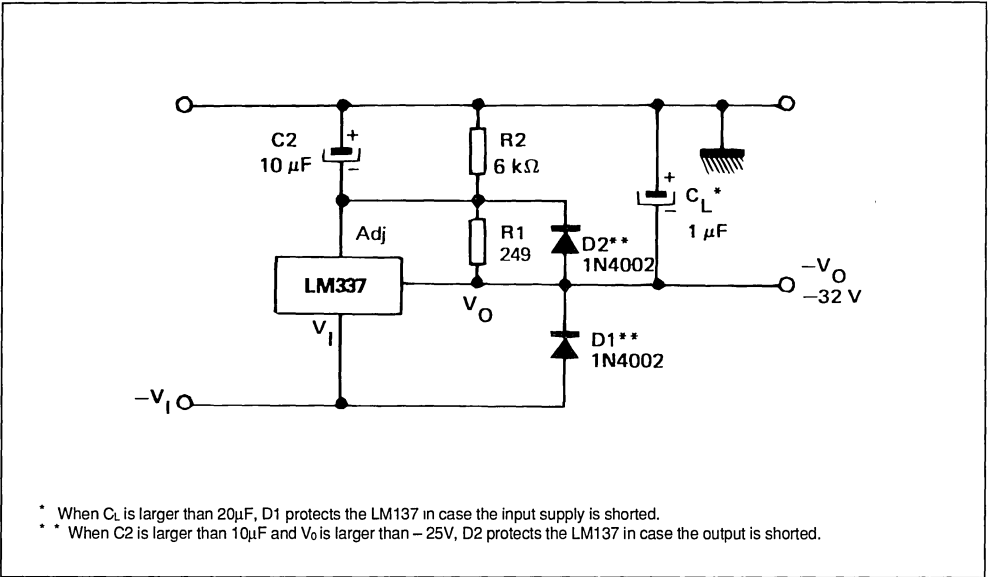 C2
10 μF
+
−
R2
6 kΩ
+
−
C_L*
1 μF
Adj
R1
249
D2**
1N4002
LM337
V_O
−V_O
−32 V
V_I
D1**
1N4002
−V_I
* When C_L is larger than 20μF, D1 protects the LM137 in case the input supply is shorted.
* * When C2 is larger than 10μF and V_0 is larger than – 25V, D2 protects the LM137 in case the output is shorted.